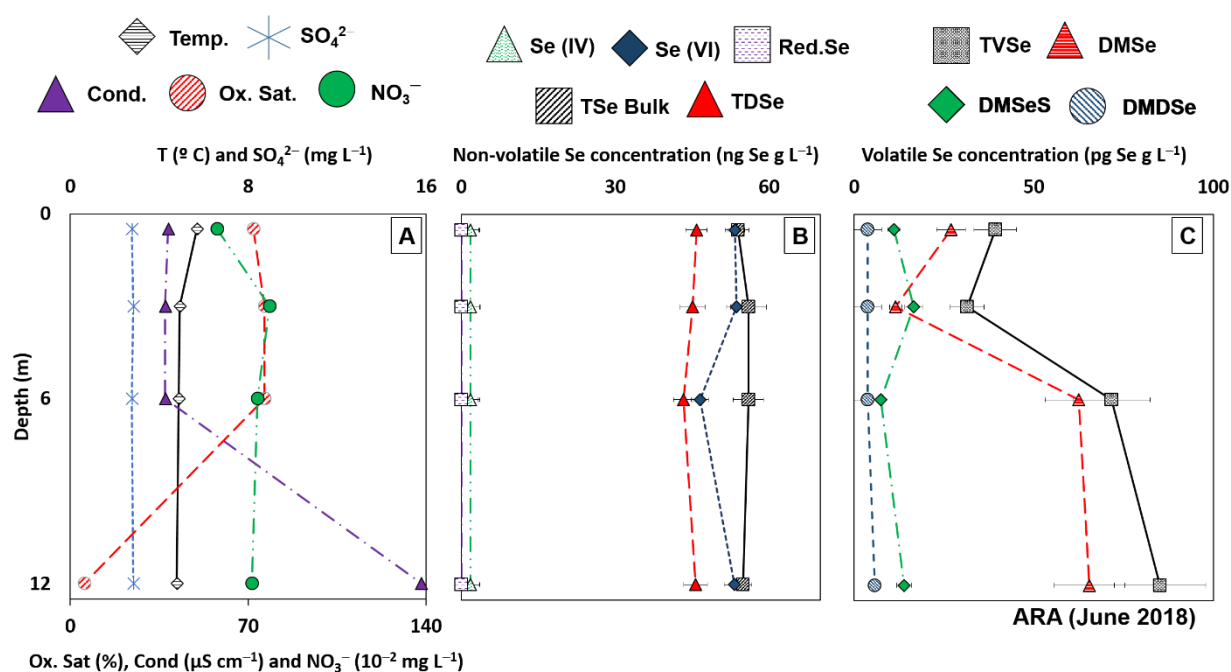 Temp. SO₄²⁻
Cond. Ox. Sat. NO₃⁻
Se (IV) Se (VI) Red.Se
TSe Bulk TDSe
TVSe DMSe
DMSeS DMDSe
T (º C) and SO₄²⁻ (mg L⁻¹)
0 8 16
Non-volatile Se concentration (ng Se g L⁻¹)
0 30 60
Volatile Se concentration (pg Se g L⁻¹)
0 50 100
Depth (m)
0
6
12
A
B
C
ARA (June 2018)
0 70 140
Ox. Sat (%), Cond (µS cm⁻¹) and NO₃⁻ (10⁻² mg L⁻¹)